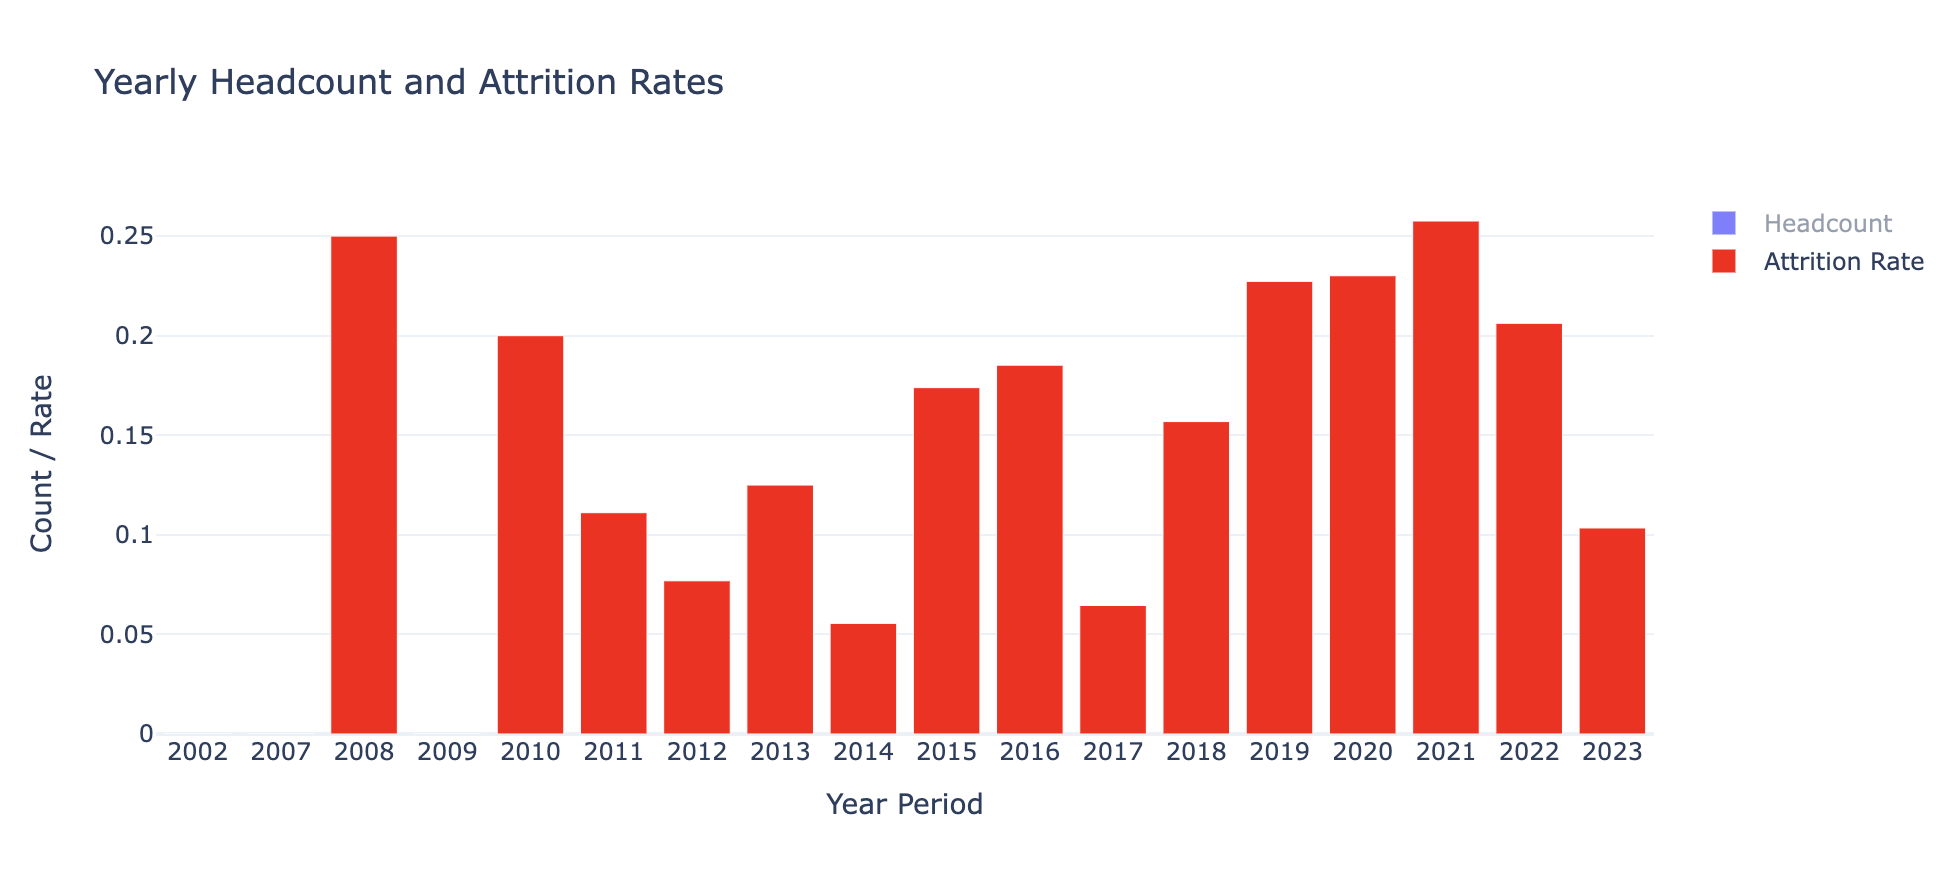 Yearly Headcount and Attrition Rates
Headcount
Attrition Rate
Count / Rate
0.25
0.2
0.15
0.1
0.05
0
2002 2007 2008 2009 2010 2011 2012 2013 2014 2015 2016 2017 2018 2019 2020 2021 2022 2023
Year Period